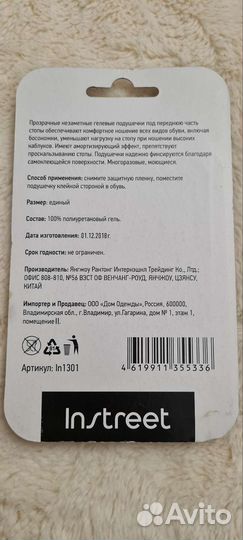 Прозрачные незаметные гелевые подушечки под переднюю часть
стопы обеспечивают комфортное ношение всех видов обуви, включая
босоножки, уменьшают нагрузку на стопу при ношении высоких
каблуков. Имеют амортизирующий эффект, препятствуют
проскальзыванию стопы. Подушечки надежно фиксируются благодаря
самоклеющейся поверхности. Многоразовые, моющиеся.
Способ применения: снимите защитную пленку, поместите
подушечку клейной стороной в обувь.
Размер: единый
Состав: 100% полиуретановый гель.
Дата изготовления: 01.12.2018г.
Срок годности: не ограничен.
Производитель: Янгжоу Рантонг Интернэшнл Трейдинг Ко., Лтд.;
ОФИС 808-810, №56 ВЭСТ ОФ ВЕНЧАНГ-РОУД, ЯНЧЖОУ, ЦЗЯНСУ,
КИТАЙ
Импортер и Продавец: ООО «Дом Одежды», Россия, 600000,
Владимирская обл., г.Владимир, ул.Гагарина, дом № 1, этаж 1,
помещение II.
Артикул: In1301
4 619911 355336
Instreet
Avito